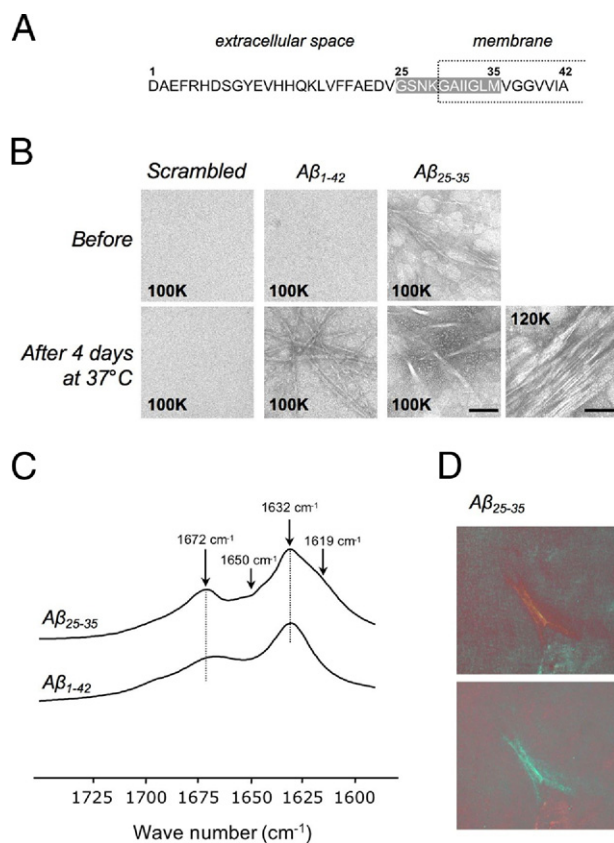 A
extracellular space membrane
1 25 35 42
DAEFRHDSGYEVHHQKLVFFAEDVGSNKGAIIGLMVGGVVIA
B
Scrambled Aβ1-42 Aβ25-35
Before
100K 100K 100K
After 4 days
at 37°C
100K 100K 100K 120K
C
1632 cm-1
1672 cm-1 1619 cm-1
1650 cm-1
Aβ25-35
Aβ1-42
1725 1700 1675 1650 1625 1600
Wave number (cm-1)
D
Aβ25-35